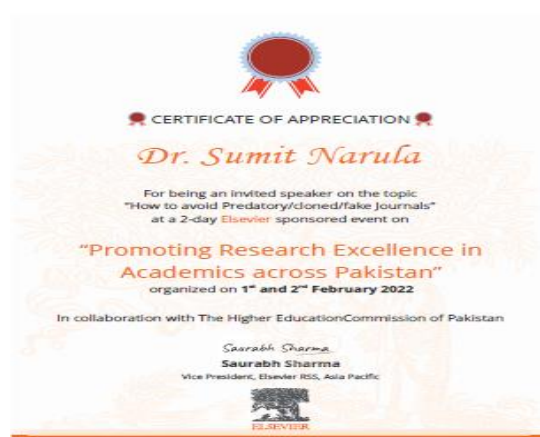 CERTIFICATE OF APPRECIATION
Dr. Sumit Narula
For being an invited speaker on the topic
"How to avoid Predatory/cloned/fake Journals"
at a 2-day Elsevier sponsored event on
"Promoting Research Excellence in
Academics across Pakistan"
organized on 1st and 2nd February 2022
In collaboration with The Higher EducationCommission of Pakistan
Saurabh Sharma
Saurabh Sharma
Vice President, Elsevier RSS, Asia Pacific
ELSEVIER